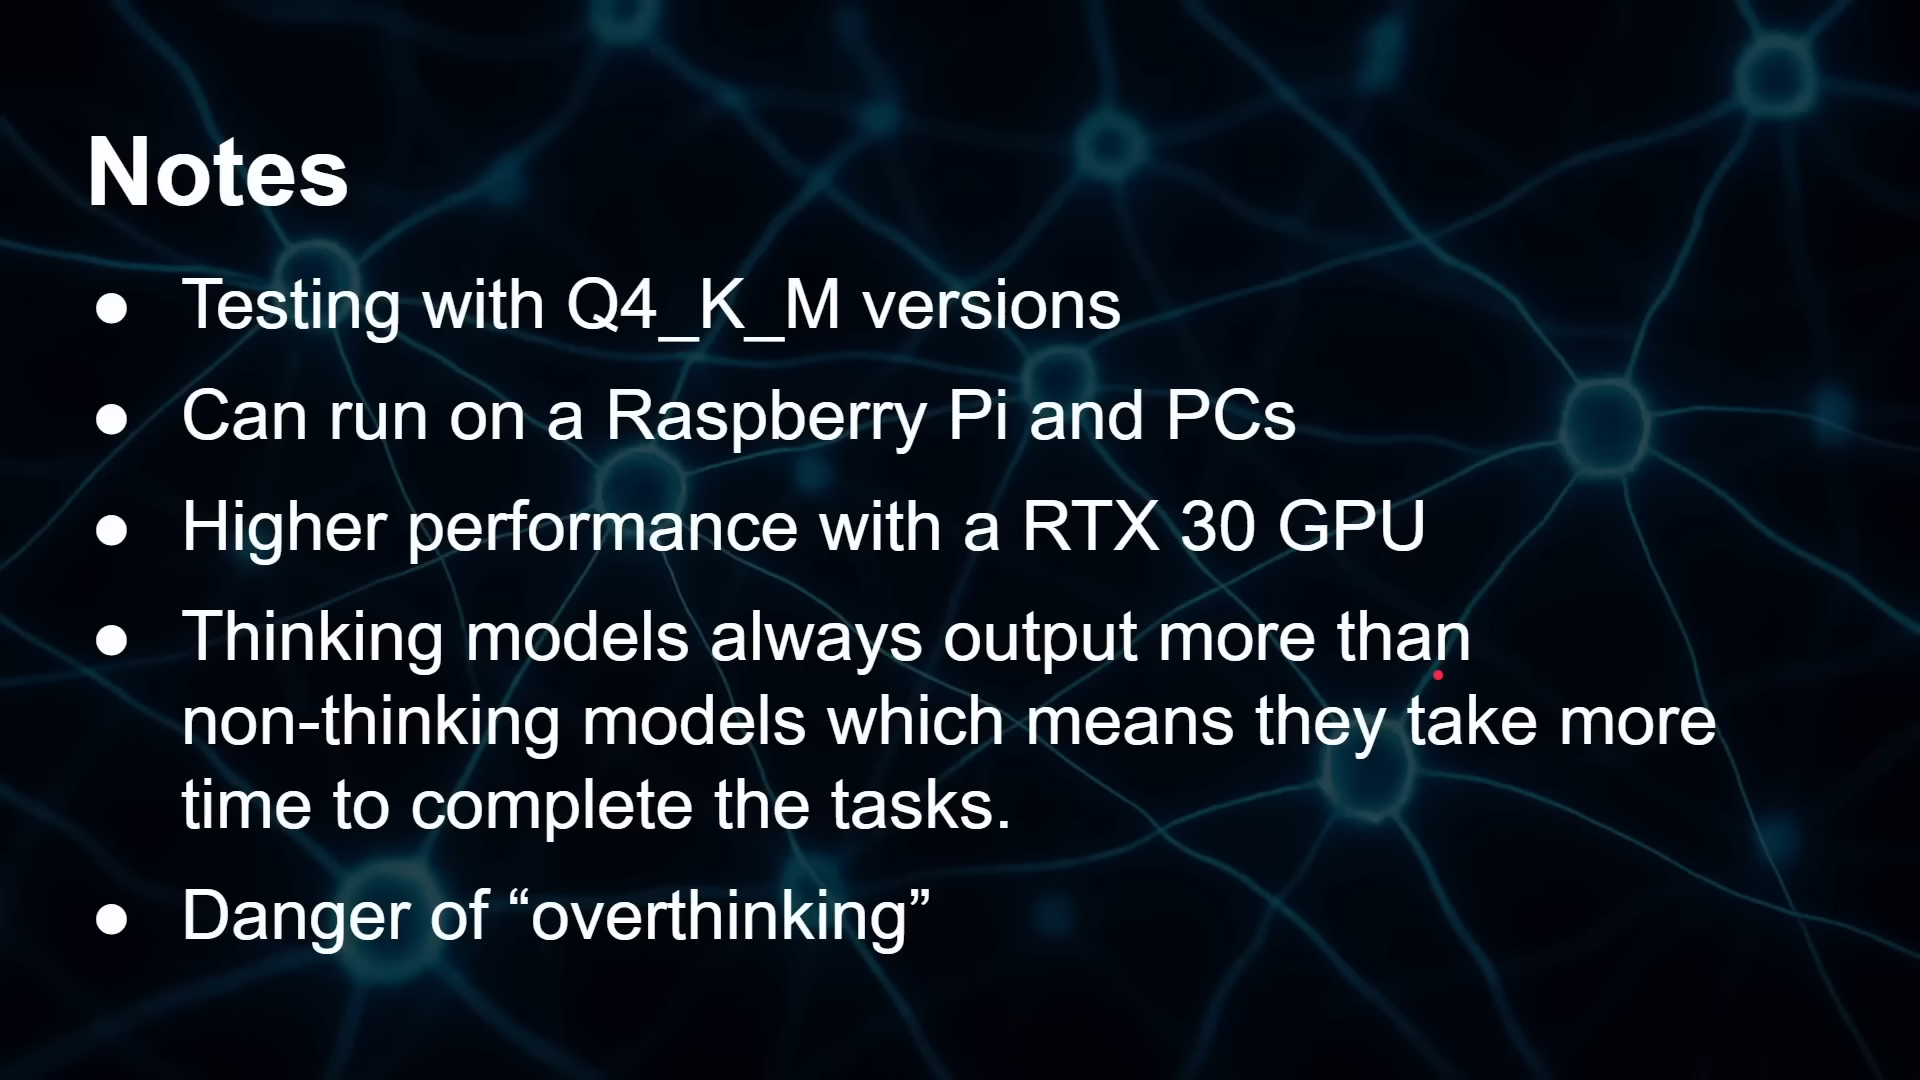 Notes
● Testing with Q4_K_M versions
● Can run on a Raspberry Pi and PCs
● Higher performance with a RTX 30 GPU
● Thinking models always output more than
non-thinking models which means they take more
time to complete the tasks.
● Danger of “overthinking”